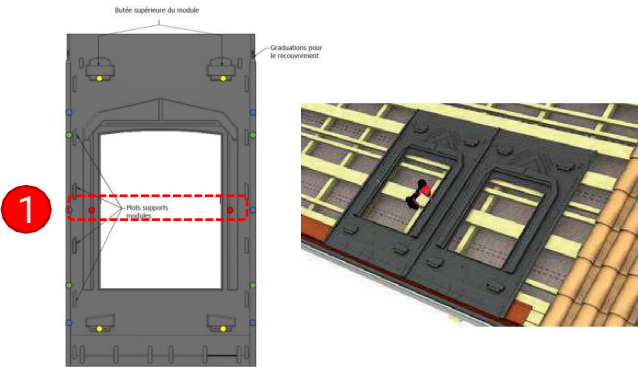 Butée supérieure du module
Graduations pour
le recouvrement
1
Plots supports
modules